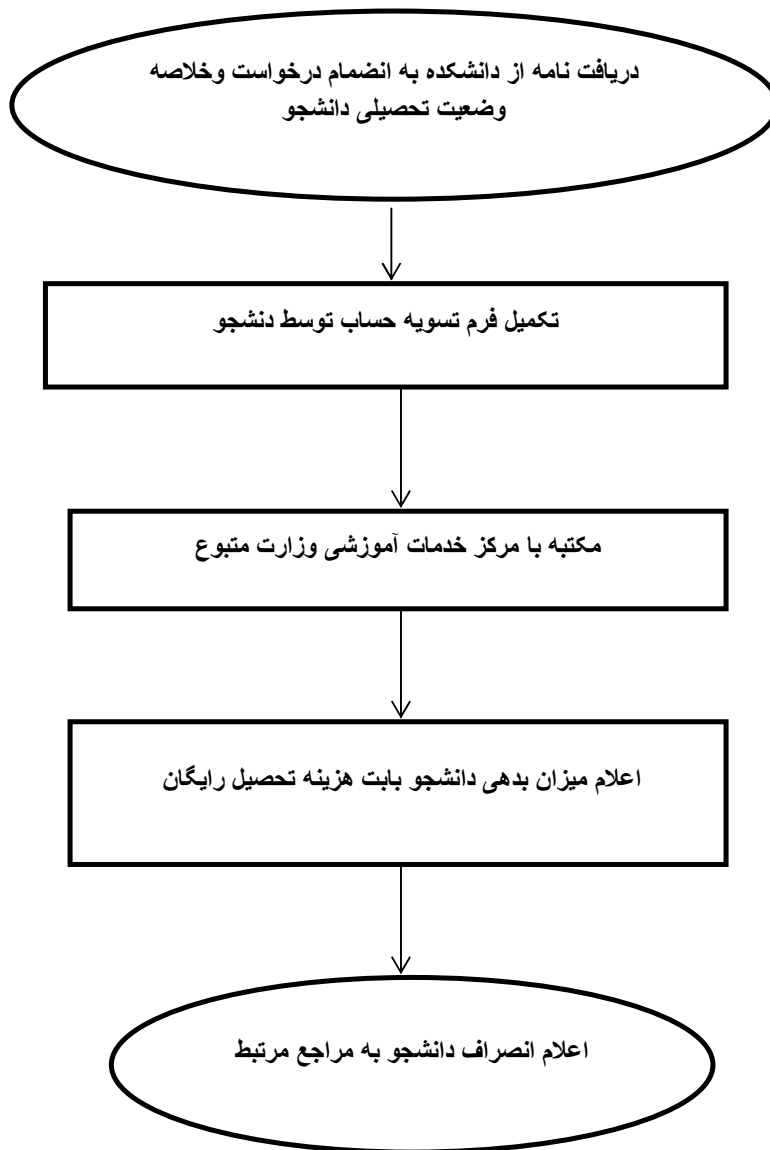 دریافت نامه از دانشکده به انضمام درخواست وخلاصه
وضعیت تحصیلی دانشجو
تکمیل فرم تسویه حساب توسط دنشجو
مکتبه با مرکز خدمات آموزشی وزارت متبوع
اعلام میزان بدهی دانشجو بابت هزینه تحصیل رایگان
اعلام انصراف دانشجو به مراجع مرتبط